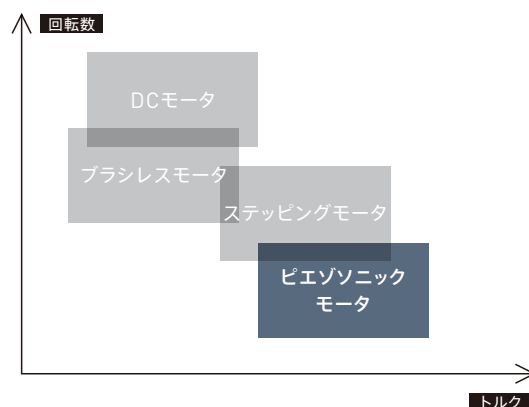 回転数
DCモータ
ブラシレスモータ
ステッピングモータ
ピエゾソニック
モータ
トルク